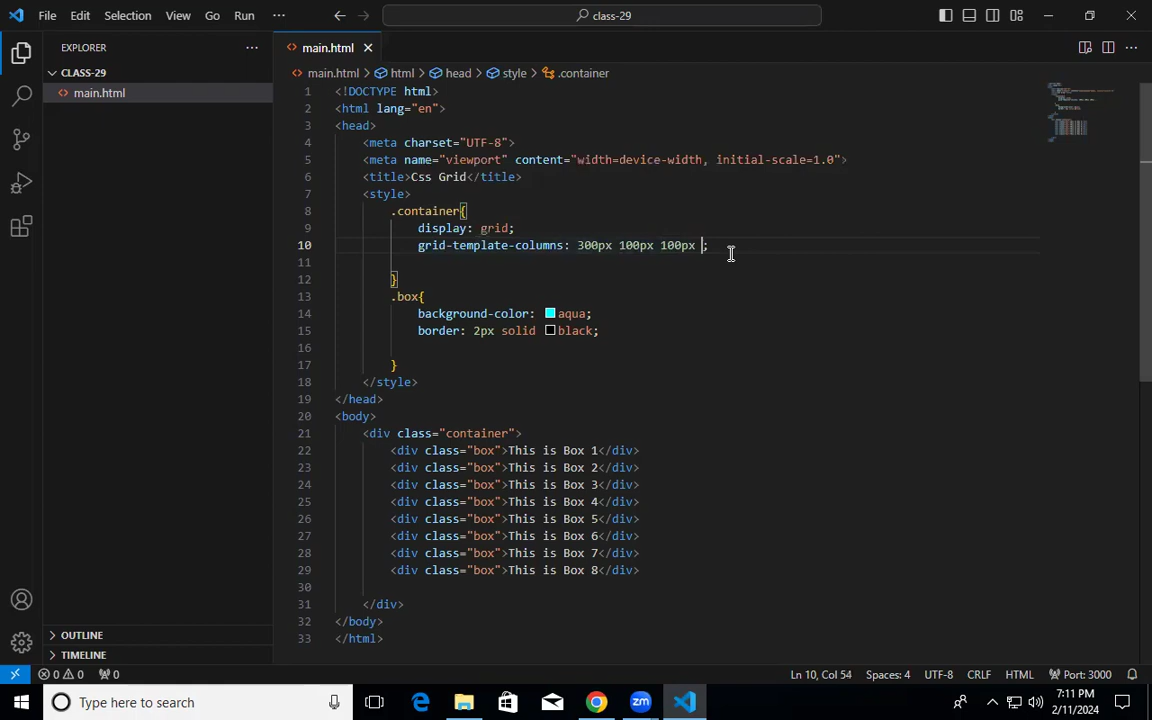 File Edit Selection View Go Run ··· class-29
EXPLORER ···
main.html
CLASS-29
main.html
main.html > html > head > style > .container
1 <!DOCTYPE html>
2 <html lang="en">
3 <head>
4 <meta charset="UTF-8">
5 <meta name="viewport" content="width=device-width, initial-scale=1.0">
6 <title>Css Grid</title>
7 <style>
8 .container{
9 display: grid;
10 grid-template-columns: 300px 100px 100px ;
11
12 }
13 .box{
14 background-color: aqua;
15 border: 2px solid black;
16
17 }
18 </style>
19 </head>
20 <body>
21 <div class="container">
22 <div class="box">This is Box 1</div>
23 <div class="box">This is Box 2</div>
24 <div class="box">This is Box 3</div>
25 <div class="box">This is Box 4</div>
26 <div class="box">This is Box 5</div>
27 <div class="box">This is Box 6</div>
28 <div class="box">This is Box 7</div>
29 <div class="box">This is Box 8</div>
30
31 </div>
32 </body>
33 </html>
OUTLINE
TIMELINE
0 0 0 Ln 10, Col 54 Spaces: 4 UTF-8 CRLF HTML Port: 3000
Type here to search
zm
7:11 PM
2/11/2024